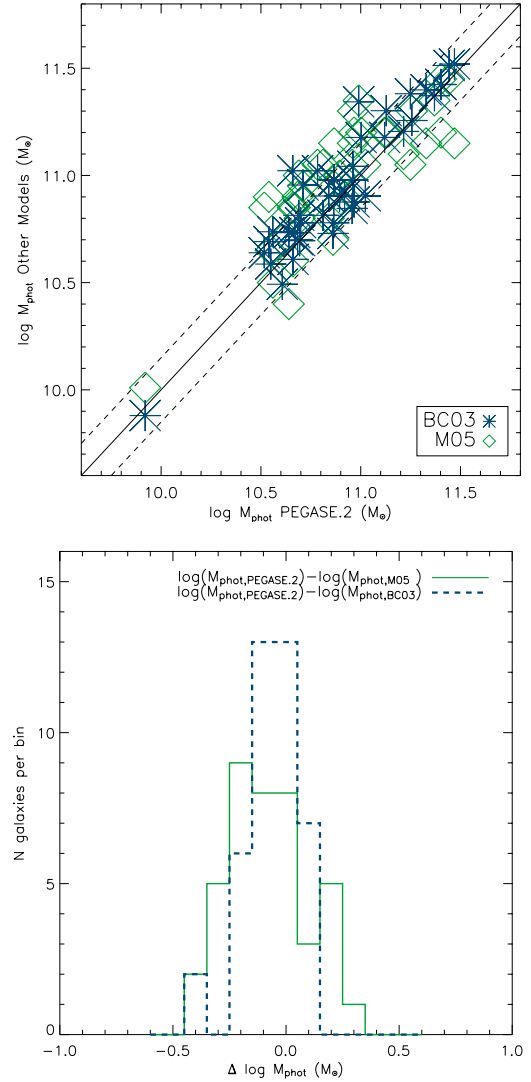 11.5
11.0
10.5
10.0
log M_phot Other Models (M_⊙)
BC03
M05
10.0 10.5 11.0 11.5
log M_phot PEGASE.2 (M_⊙)
log(M_phot,PEGASE.2)−log(M_phot,M05)
log(M_phot,PEGASE.2)−log(M_phot,BC03)
15
10
5
0
N galaxies per bin
-1.0 -0.5 0.0 0.5 1.0
Δ log M_phot (M_⊙)